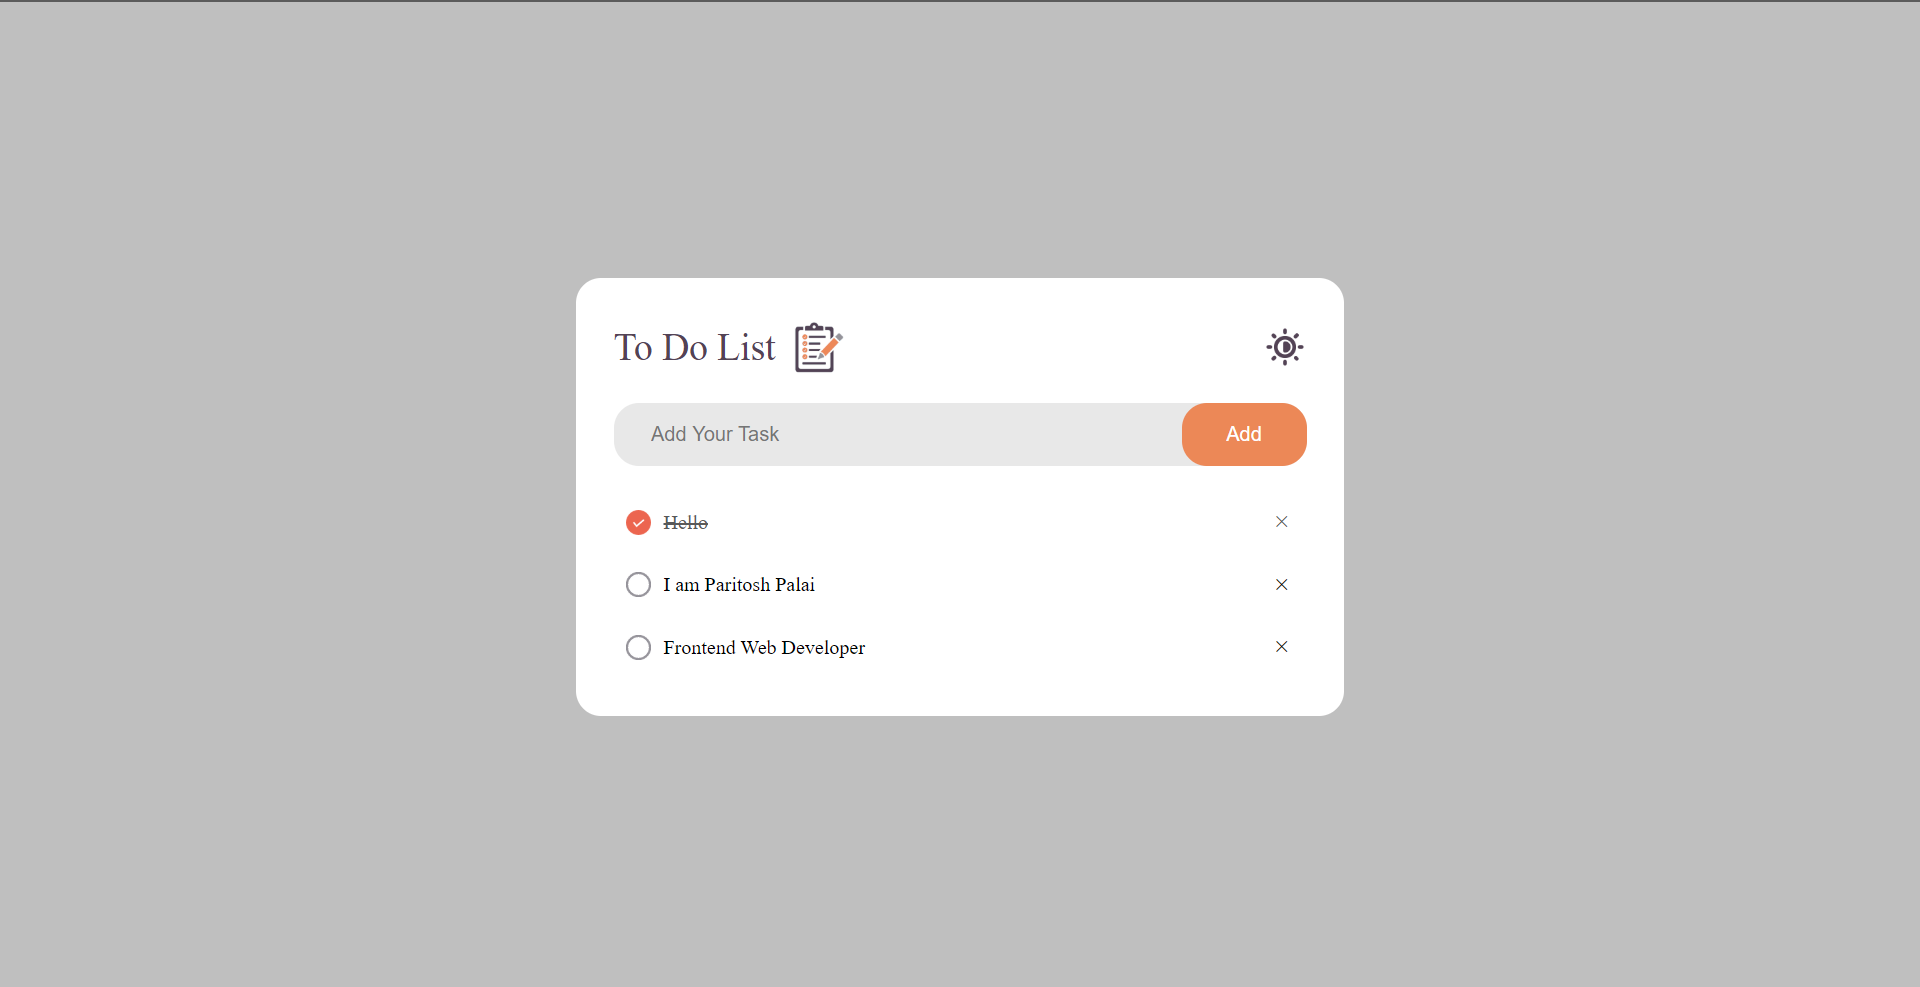 To Do List
Add Your Task
Add
Hello
I am Paritosh Palai
Frontend Web Developer